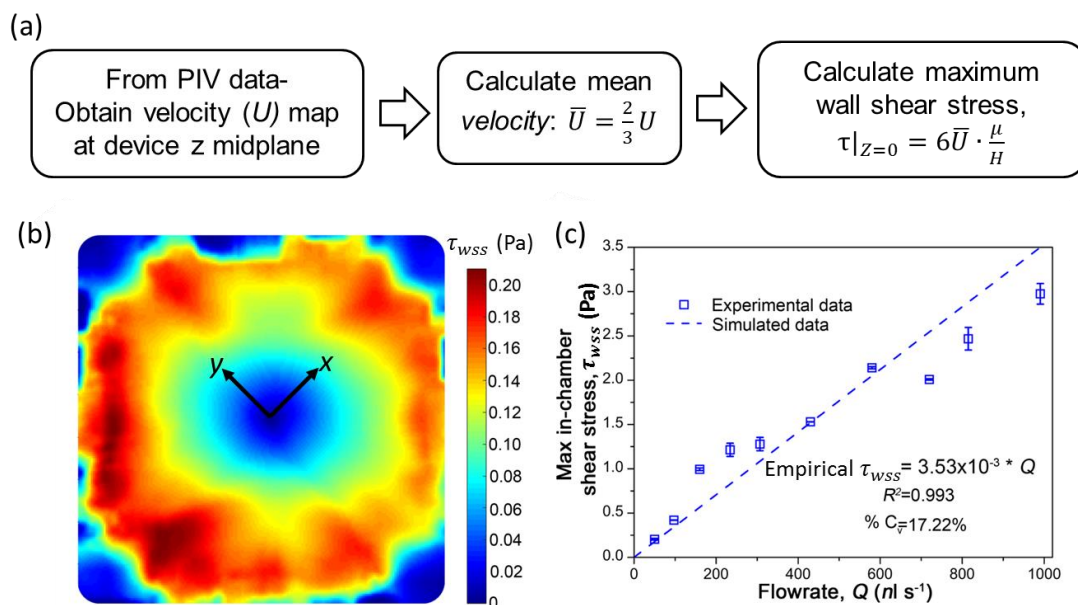 (a)
From PIV data-
Obtain velocity (U) map
at device z midplane
Calculate mean
velocity: U̅ = 2/3 U
Calculate maximum
wall shear stress,
τ|Z=0 = 6U̅ · μ/H
(b)
τwss (Pa)
0.20
0.18
0.16
0.14
0.12
0.10
0.08
0.06
0.04
0.02
0
y
x
(c)
Max in-chamber
shear stress, τwss (Pa)
3.5
3.0
2.5
2.0
1.5
1.0
0.5
0.0
Experimental data
Simulated data
Empirical τwss= 3.53x10⁻³ * Q
R²=0.993
% Cv̅=17.22%
0
200
400
600
800
1000
Flowrate, Q (nl s⁻¹)